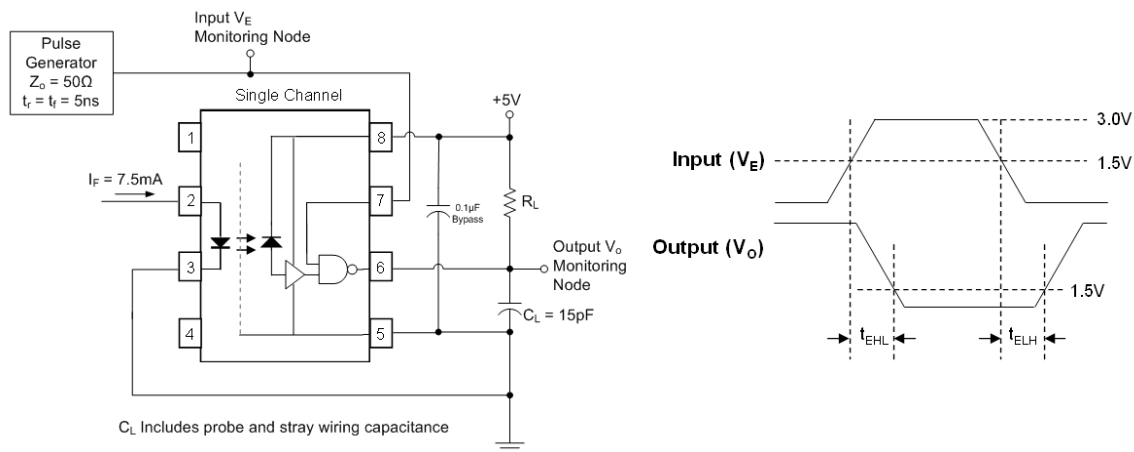 Input V_E
Monitoring Node
Pulse
Generator
Z_o = 50Ω
t_r = t_f = 5ns
Single Channel
+5V
1
8
I_F = 7.5mA
2
7
0.1µF
Bypass
R_L
3
6
Output V_o
Monitoring
Node
4
5
C_L = 15pF
C_L Includes probe and stray wiring capacitance
3.0V
Input (V_E)
1.5V
Output (V_O)
1.5V
t_EHL
t_ELH